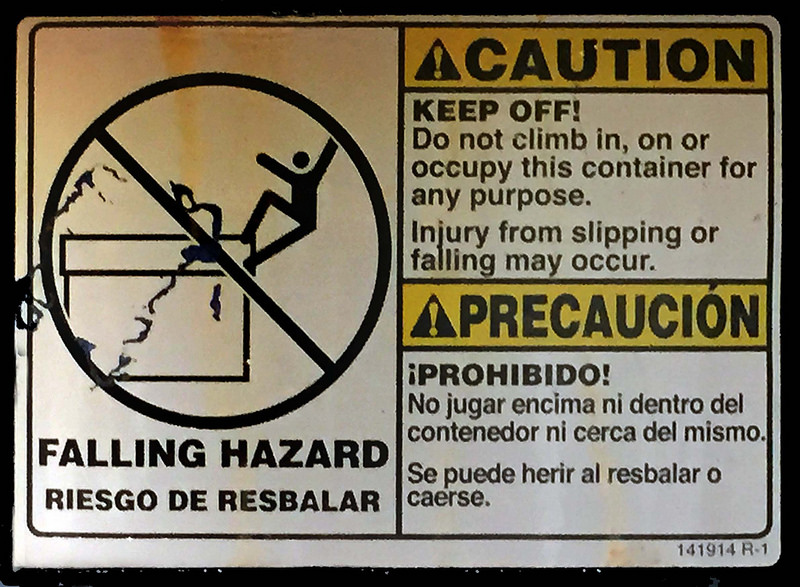 FALLING HAZARD
RIESGO DE RESBALAR
CAUTION
KEEP OFF!
Do not climb in, on or
occupy this container for
any purpose.
Injury from slipping or
falling may occur.
PRECAUCIÓN
¡PROHIBIDO!
No jugar encima ni dentro del
contenedor ni cerca del mismo.
Se puede herir al resbalar o
caerse.
141914 R-1